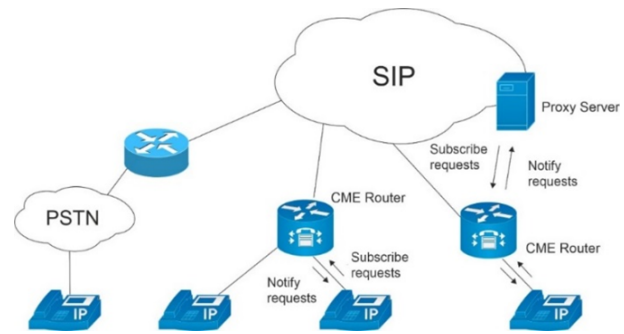 SIP
Proxy Server
Subscribe
requests
Notify
requests
CME Router
PSTN
CME Router
Subscribe
requests
Notify
requests
IP
IP
IP
IP